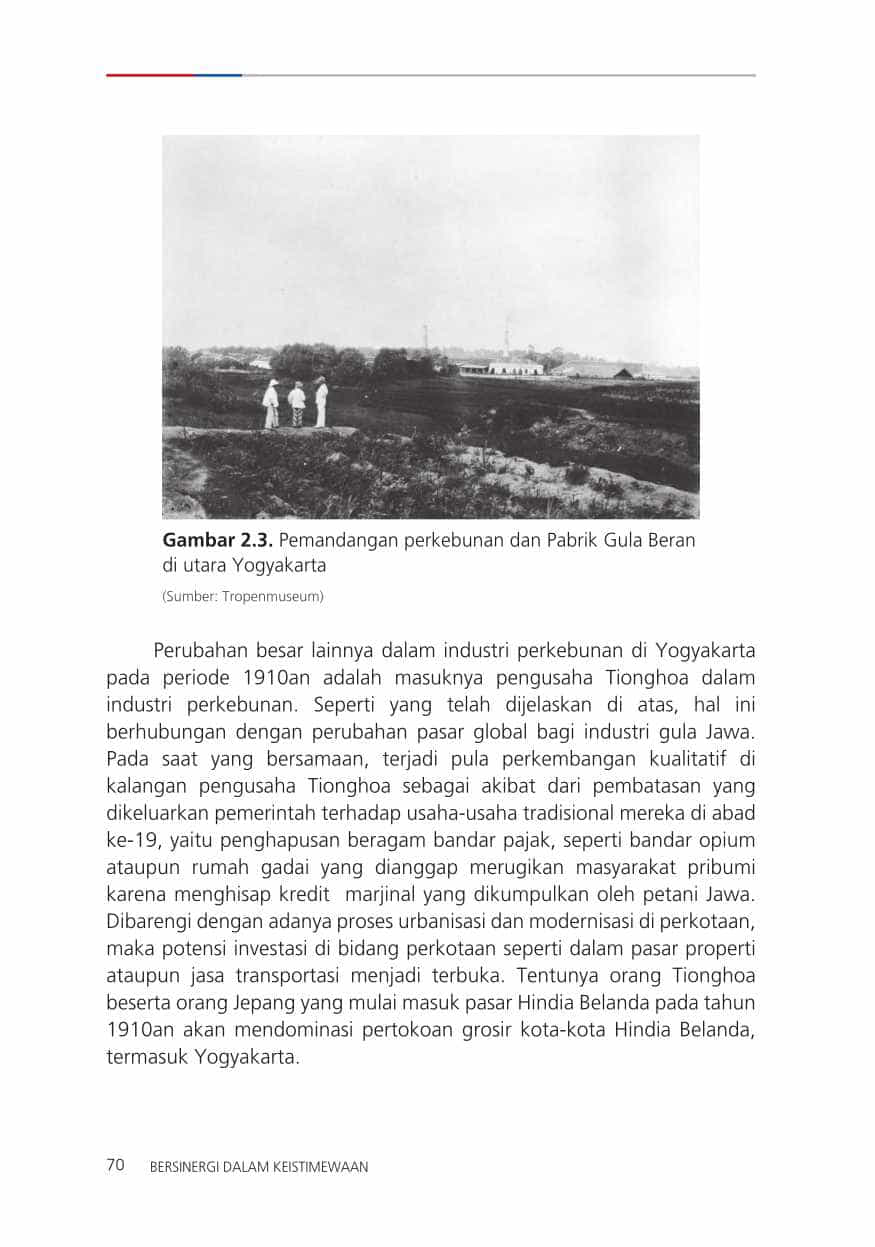 Gambar 2.3. Pemandangan perkebunan dan Pabrik Gula Beran
di utara Yogyakarta
(Sumber: Tropenmuseum)
Perubahan besar lainnya dalam industri perkebunan di Yogyakarta
pada periode 1910an adalah masuknya pengusaha Tionghoa dalam
industri perkebunan. Seperti yang telah dijelaskan di atas, hal ini
berhubungan dengan perubahan pasar global bagi industri gula Jawa.
Pada saat yang bersamaan, terjadi pula perkembangan kualitatif di
kalangan pengusaha Tionghoa sebagai akibat dari pembatasan yang
dikeluarkan pemerintah terhadap usaha-usaha tradisional mereka di abad
ke-19, yaitu penghapusan beragam bandar pajak, seperti bandar opium
ataupun rumah gadai yang dianggap merugikan masyarakat pribumi
karena menghisap kredit  marjinal yang dikumpulkan oleh petani Jawa.
Dibarengi dengan adanya proses urbanisasi dan modernisasi di perkotaan,
maka potensi investasi di bidang perkotaan seperti dalam pasar properti
ataupun jasa transportasi menjadi terbuka. Tentunya orang Tionghoa
beserta orang Jepang yang mulai masuk pasar Hindia Belanda pada tahun
1910an akan mendominasi pertokoan grosir kota-kota Hindia Belanda,
termasuk Yogyakarta.
70 BERSINERGI DALAM KEISTIMEWAAN